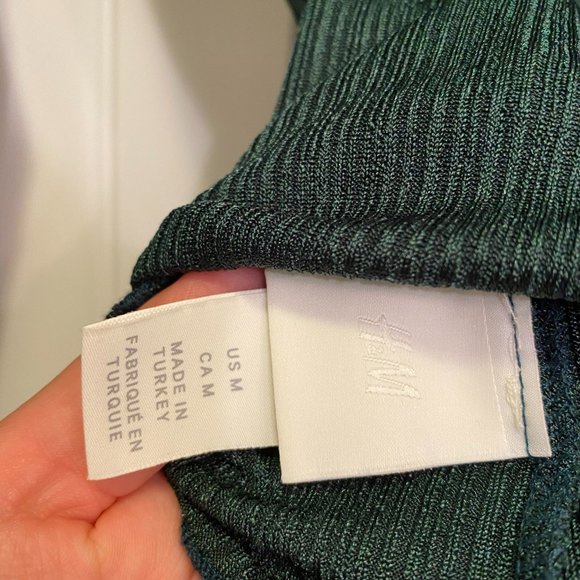 US M
CA M
MADE IN
TURKEY
FABRIQUÉ EN
TURQUIE
H&M